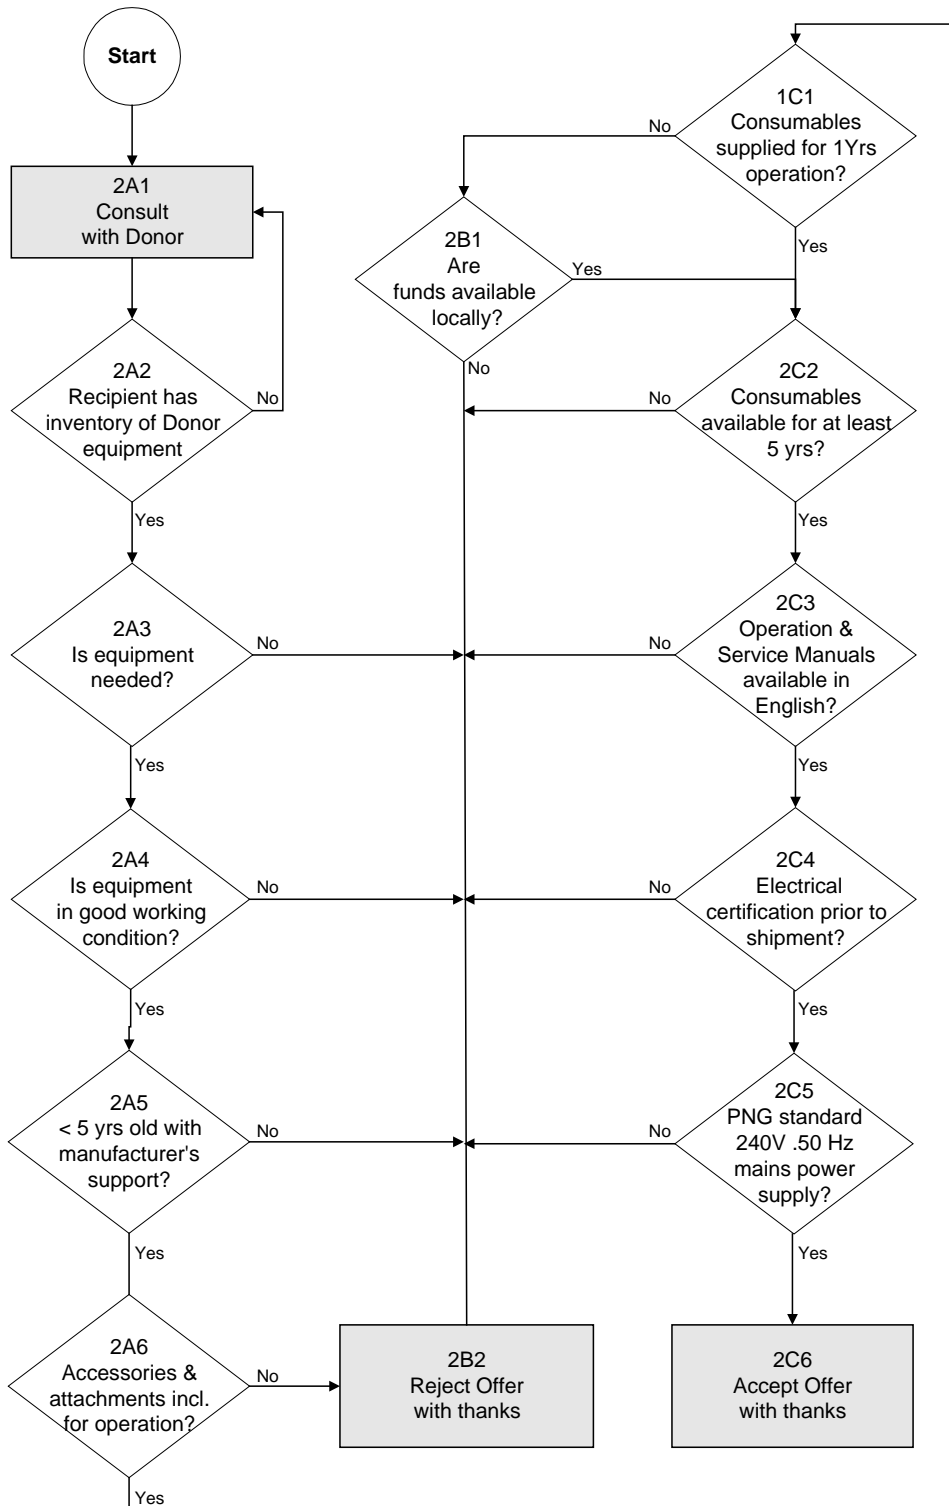 Start
2A1
Consult
with Donor
2A2
Recipient has
inventory of Donor
equipment
No
Yes
2A3
Is equipment
needed?
No
Yes
2A4
Is equipment
in good working
condition?
No
Yes
2A5
< 5 yrs old with
manufacturer's
support?
No
Yes
2A6
Accessories &
attachments incl.
for operation?
No
Yes
2B1
Are
funds available
locally?
Yes
No
2B2
Reject Offer
with thanks
1C1
Consumables
supplied for 1Yrs
operation?
No
Yes
2C2
Consumables
available for at least
5 yrs?
No
Yes
2C3
Operation &
Service Manuals
available in
English?
No
Yes
2C4
Electrical
certification prior to
shipment?
No
Yes
2C5
PNG standard
240V .50 Hz
mains power
supply?
No
Yes
2C6
Accept Offer
with thanks